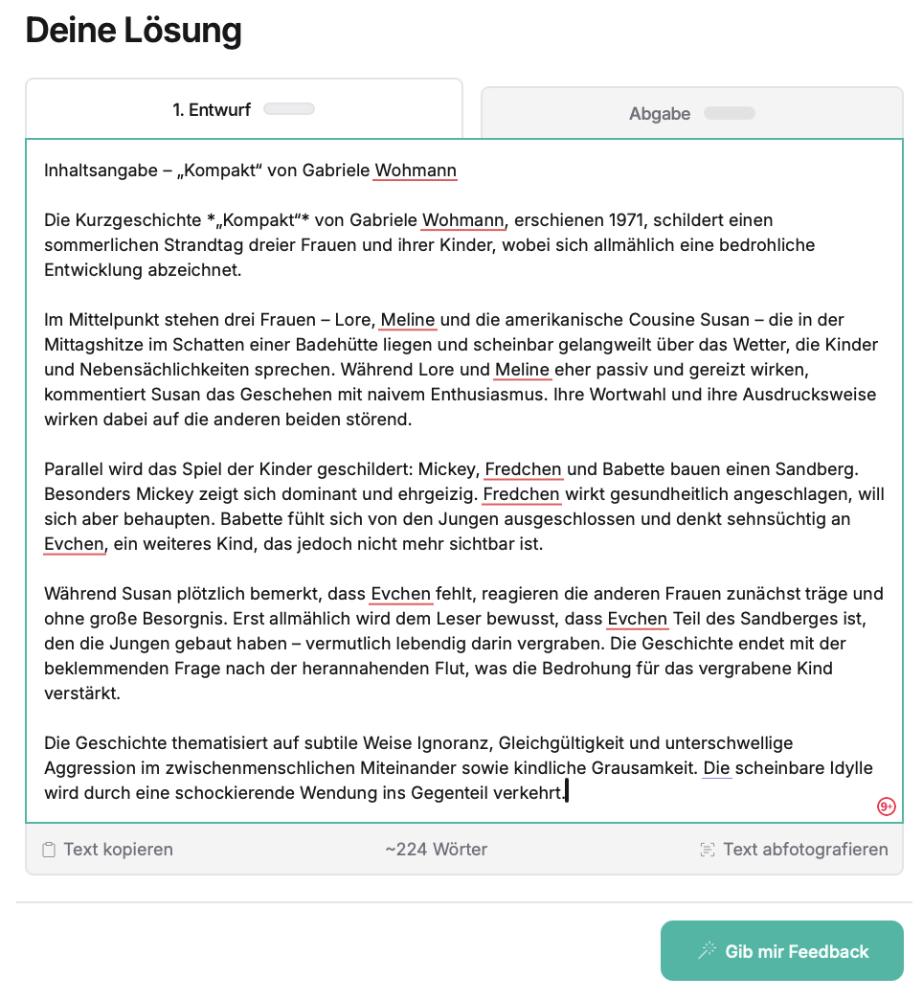 Deine Lösung
1. Entwurf
Abgabe
Inhaltsangabe – „Kompakt“ von Gabriele Wohmann
Die Kurzgeschichte *„Kompakt“* von Gabriele Wohmann, erschienen 1971, schildert einen
sommerlichen Strandtag dreier Frauen und ihrer Kinder, wobei sich allmählich eine bedrohliche
Entwicklung abzeichnet.
Im Mittelpunkt stehen drei Frauen – Lore, Meline und die amerikanische Cousine Susan – die in der
Mittagshitze im Schatten einer Badehütte liegen und scheinbar gelangweilt über das Wetter, die Kinder
und Nebensächlichkeiten sprechen. Während Lore und Meline eher passiv und gereizt wirken,
kommentiert Susan das Geschehen mit naivem Enthusiasmus. Ihre Wortwahl und ihre Ausdrucksweise
wirken dabei auf die anderen beiden störend.
Parallel wird das Spiel der Kinder geschildert: Mickey, Fredchen und Babette bauen einen Sandberg.
Besonders Mickey zeigt sich dominant und ehrgeizig. Fredchen wirkt gesundheitlich angeschlagen, will
sich aber behaupten. Babette fühlt sich von den Jungen ausgeschlossen und denkt sehnsüchtig an
Evchen, ein weiteres Kind, das jedoch nicht mehr sichtbar ist.
Während Susan plötzlich bemerkt, dass Evchen fehlt, reagieren die anderen Frauen zunächst träge und
ohne große Besorgnis. Erst allmählich wird dem Leser bewusst, dass Evchen Teil des Sandberges ist,
den die Jungen gebaut haben – vermutlich lebendig darin vergraben. Die Geschichte endet mit der
beklemmenden Frage nach der herannahenden Flut, was die Bedrohung für das vergrabene Kind
verstärkt.
Die Geschichte thematisiert auf subtile Weise Ignoranz, Gleichgültigkeit und unterschwellige
Aggression im zwischenmenschlichen Miteinander sowie kindliche Grausamkeit. Die scheinbare Idylle
wird durch eine schockierende Wendung ins Gegenteil verkehrt.
9+
Text kopieren
~224 Wörter
Text abfotografieren
Gib mir Feedback